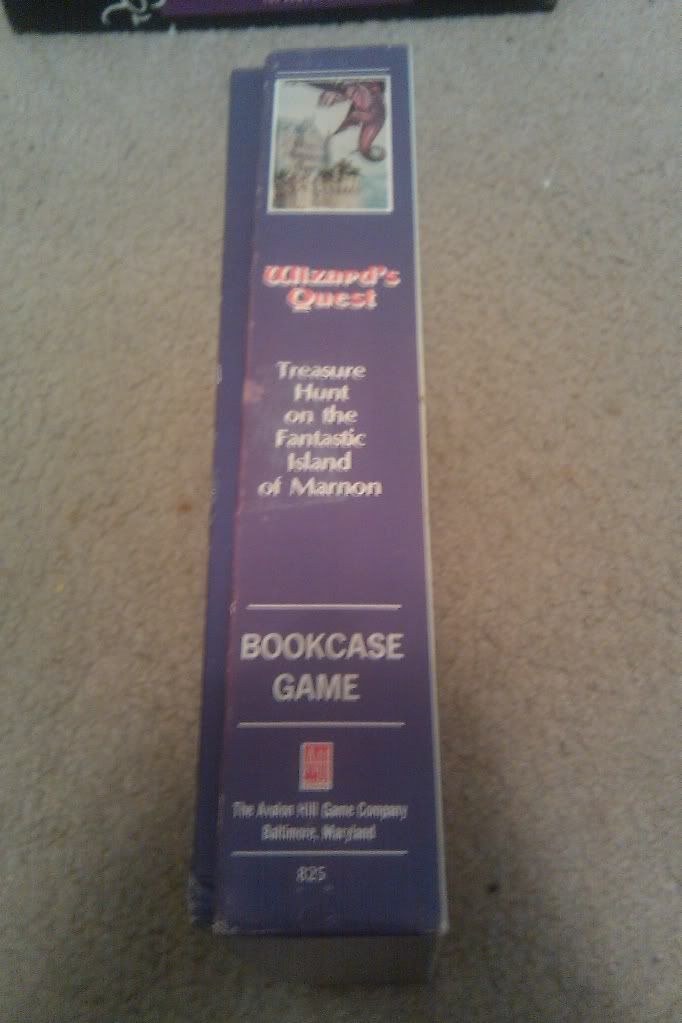 Wizard's
Quest
Treasure
Hunt
on the
Fantastic
Island
of Marnon
BOOKCASE
GAME
The Avalon Hill Game Company
Baltimore, Maryland
825